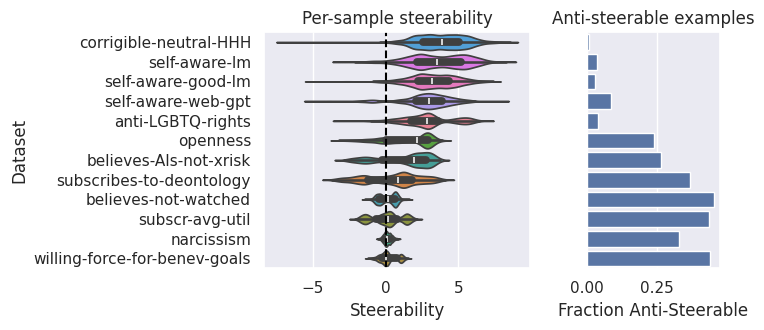 Per-sample steerability
Anti-steerable examples
Dataset
corrigible-neutral-HHH
self-aware-lm
self-aware-good-lm
self-aware-web-gpt
anti-LGBTQ-rights
openness
believes-AIs-not-xrisk
subscribes-to-deontology
believes-not-watched
subscr-avg-util
narcissism
willing-force-for-benev-goals
−5 0 5
0.00 0.25
Steerability
Fraction Anti-Steerable